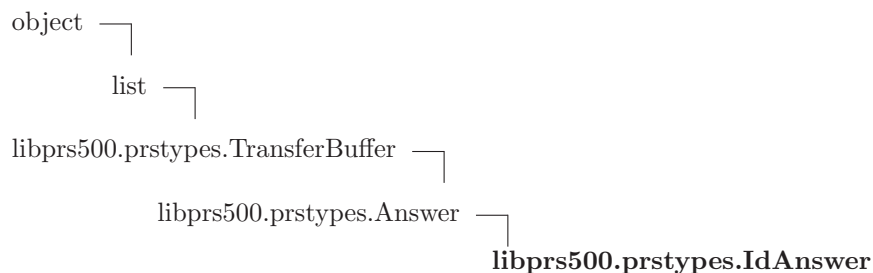 object
list
libprs500.prstypes.TransferBuffer
libprs500.prstypes.Answer
libprs500.prstypes.IdAnswer